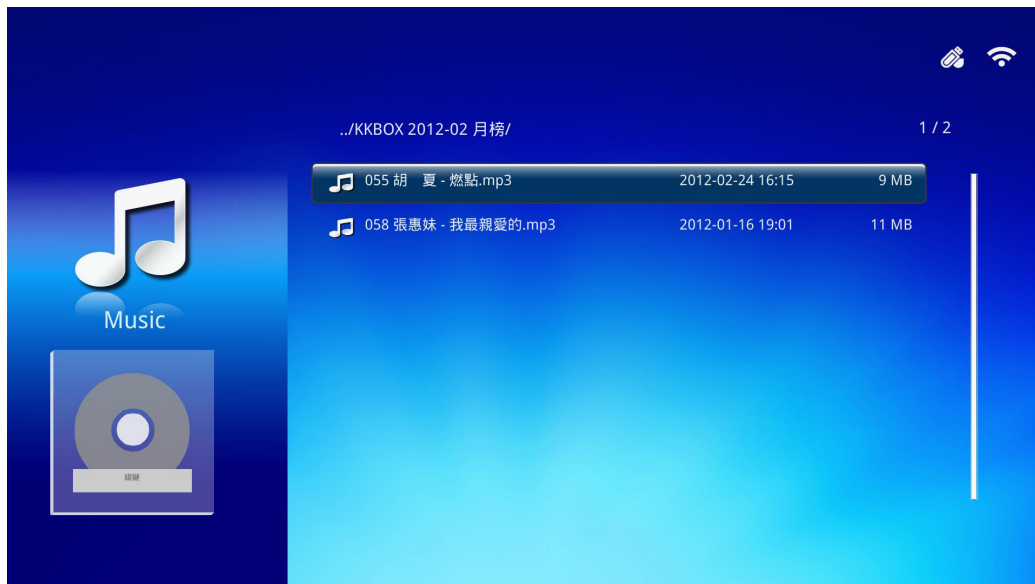 ../KKBOX 2012-02 月榜/ 1 / 2
055 胡　夏 - 燃點.mp3 2012-02-24 16:15 9 MB
058 張惠妹 - 我最親愛的.mp3 2012-01-16 19:01 11 MB
Music